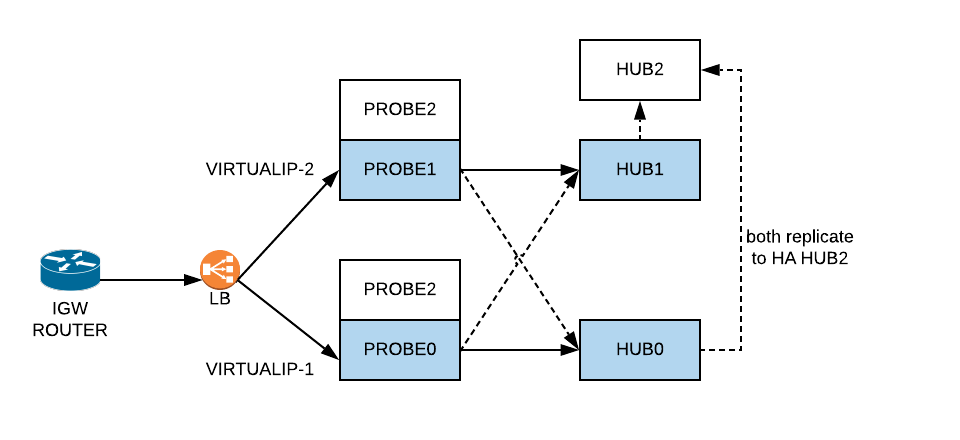 HUB2
PROBE2
VIRTUALIP-2
PROBE1
HUB1
both replicate
to HA HUB2
PROBE2
LB
IGW
ROUTER
PROBE0
HUB0
VIRTUALIP-1